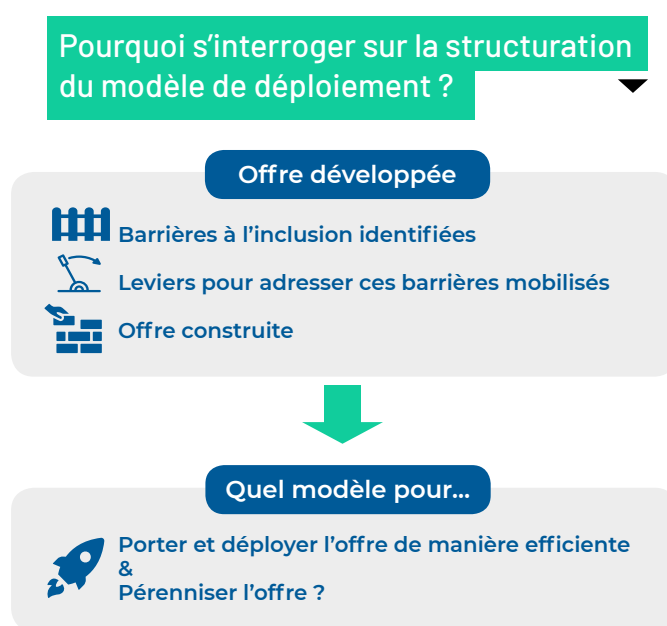 Pourquoi s’interroger sur la structuration
du modèle de déploiement ?
Offre développée
Barrières à l’inclusion identifiées
Leviers pour adresser ces barrières mobilisés
Offre construite
Quel modèle pour...
Porter et déployer l’offre de manière efficiente
&
Pérenniser l’offre ?